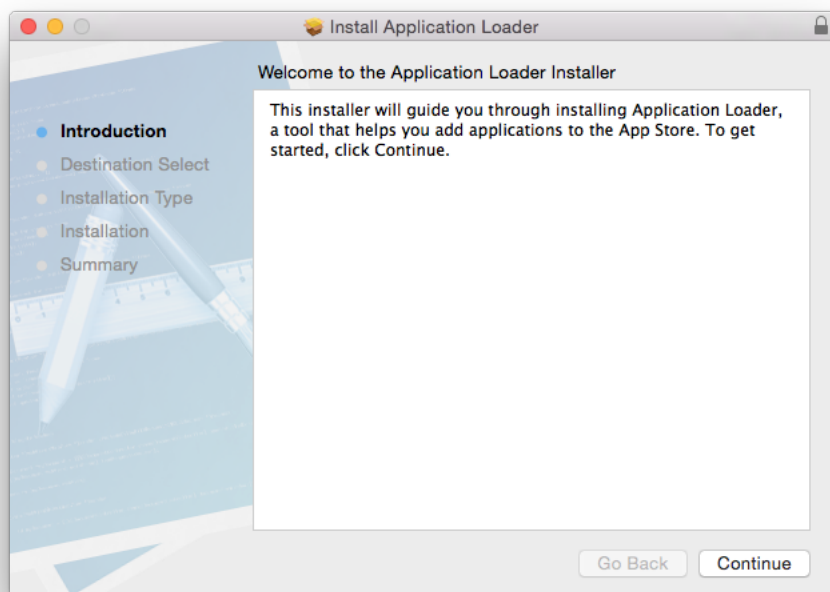 Install Application Loader
Welcome to the Application Loader Installer
Introduction
Destination Select
Installation Type
Installation
Summary
This installer will guide you through installing Application Loader,
a tool that helps you add applications to the App Store. To get
started, click Continue.
Go Back
Continue